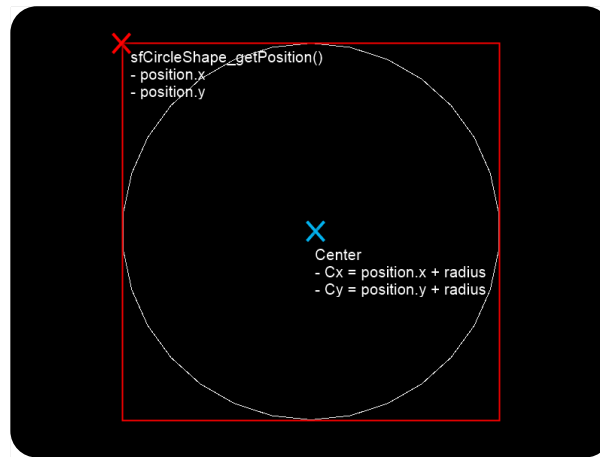 sfCircleShape_getPosition()
- position.x
- position.y
Center
- Cx = position.x + radius
- Cy = position.y + radius